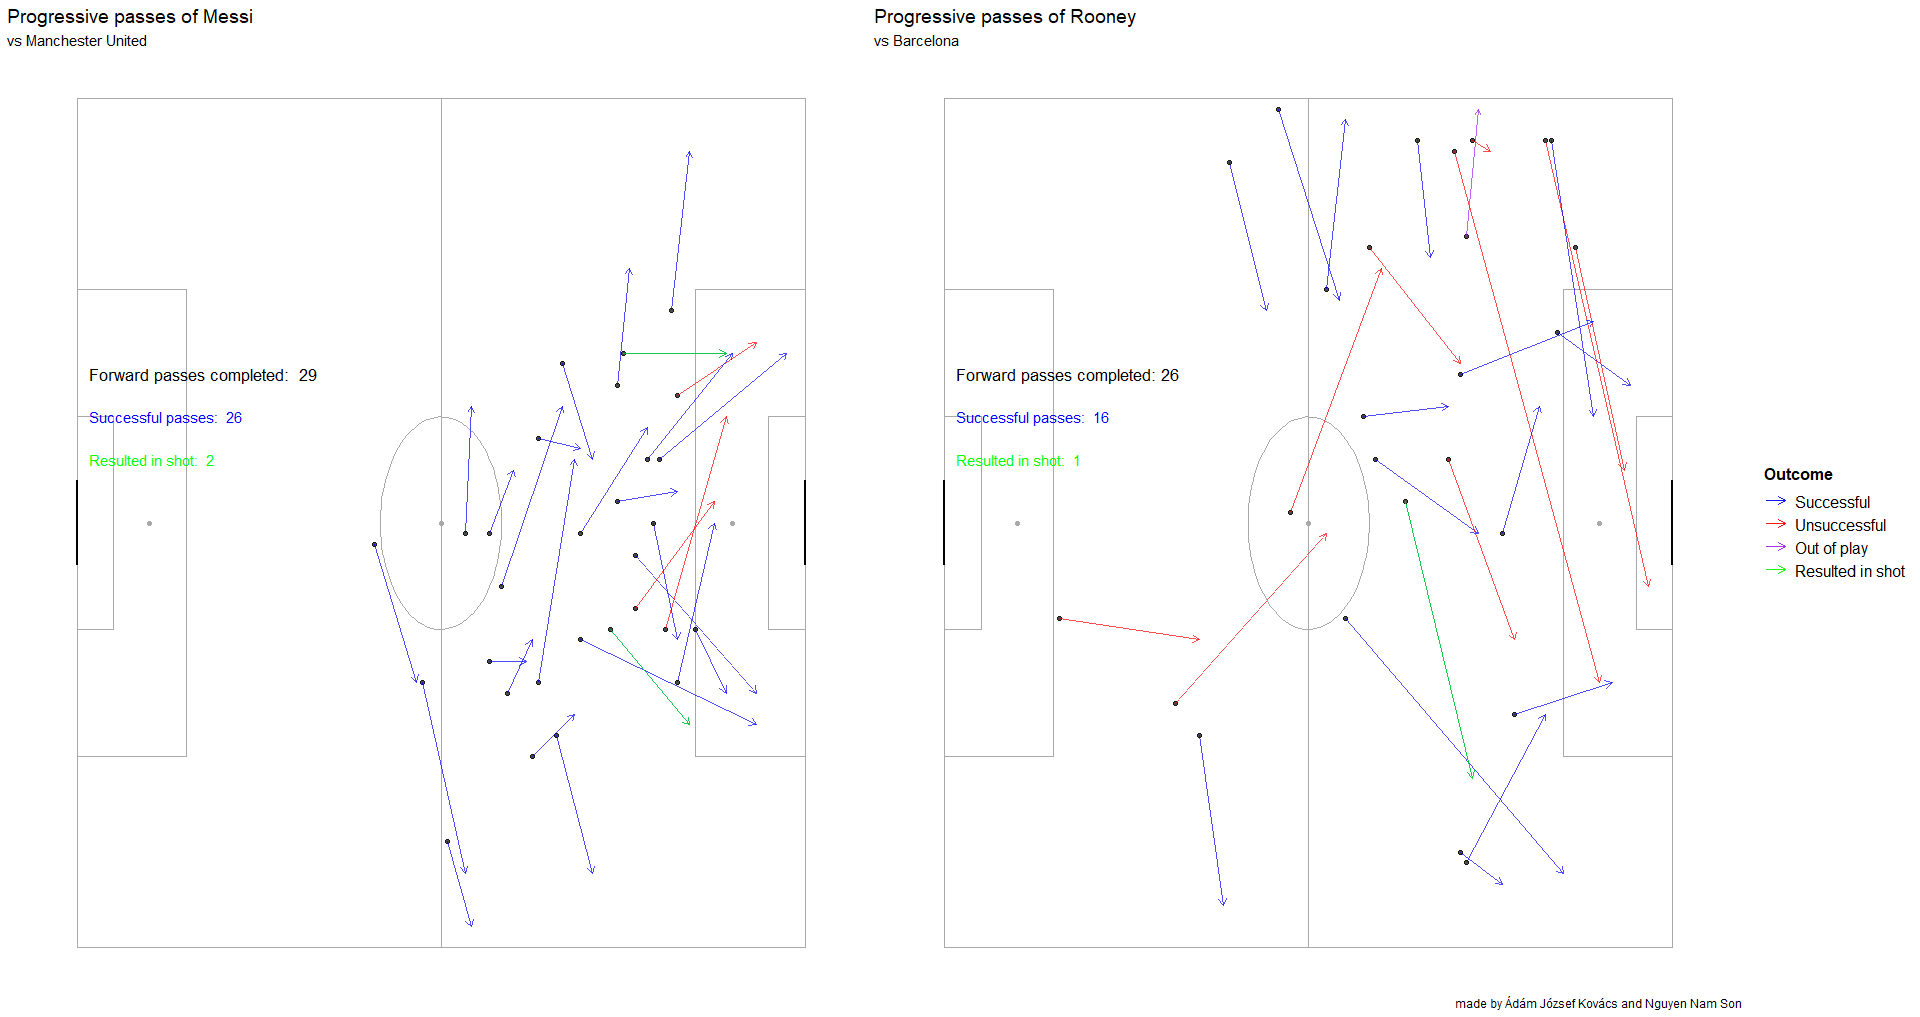 Progressive passes of Messi
vs Manchester United
Forward passes completed: 29
Successful passes: 26
Resulted in shot: 2
Progressive passes of Rooney
vs Barcelona
Forward passes completed: 26
Successful passes: 16
Resulted in shot: 1
Outcome
Successful
Unsuccessful
Out of play
Resulted in shot
made by Ádám József Kovács and Nguyen Nam Son